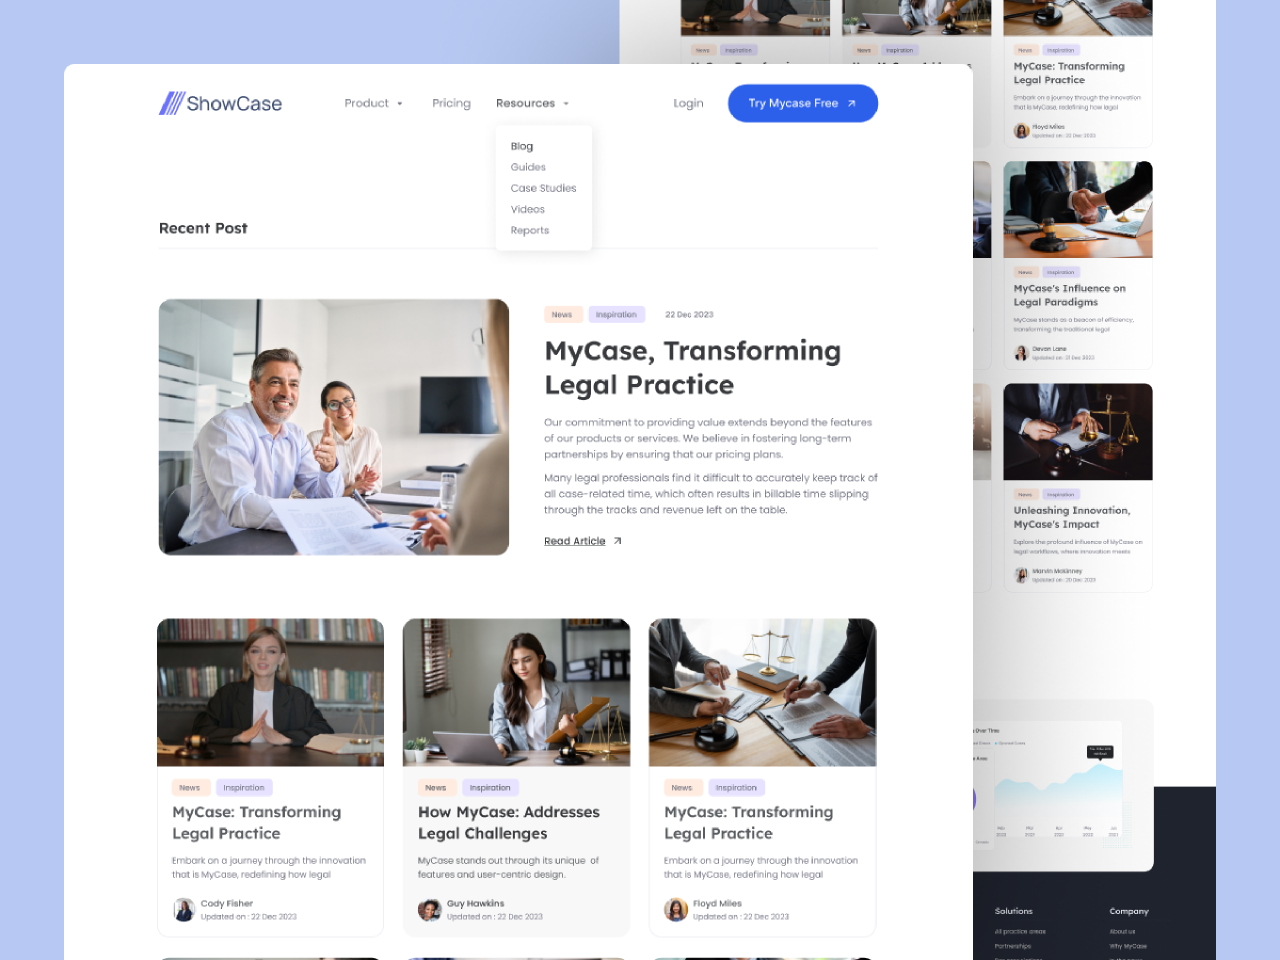 ShowCase
Product
Pricing
Resources
Login
Try Mycase Free
Blog
Guides
Case Studies
Videos
Reports
Recent Post
News
Inspiration
22 Dec 2023
MyCase, Transforming
Legal Practice
Our commitment to providing value extends beyond the features
of our products or services. We believe in fostering long-term
partnerships by ensuring that our pricing plans.
Many legal professionals find it difficult to accurately keep track of
all case-related time, which often results in billable time slipping
through the tracks and revenue left on the table.
Read Article
News
Inspiration
MyCase: Transforming
Legal Practice
Embark on a journey through the innovation
that is MyCase, redefining how legal
Cody Fisher
Updated on : 22 Dec 2023
News
Inspiration
How MyCase: Addresses
Legal Challenges
MyCase stands out through its unique of
features and user-centric design.
Guy Hawkins
Updated on : 22 Dec 2023
News
Inspiration
MyCase: Transforming
Legal Practice
Embark on a journey through the innovation
that is MyCase, redefining how legal
Floyd Miles
Updated on : 22 Dec 2023
News
Inspiration
News
Inspiration
News
Inspiration
MyCase: Transforming
Legal Practice
Embark on a journey through the innovation
that is MyCase, redefining how legal
Floyd Miles
Updated on : 22 Dec 2023
News
Inspiration
MyCase's Influence on
Legal Paradigms
MyCase stands as a beacon of efficiency,
transforming the traditional legal
Devon Lane
Updated on : 21 Dec 2023
News
Inspiration
Unleashing Innovation,
MyCase's Impact
Explore the profound influence of MyCase on
legal workflows, where innovation meets
Marvin McKinney
Updated on : 20 Dec 2023
Over Time
Solutions
All practice areas
Partnerships
Company
About us
Why MyCase